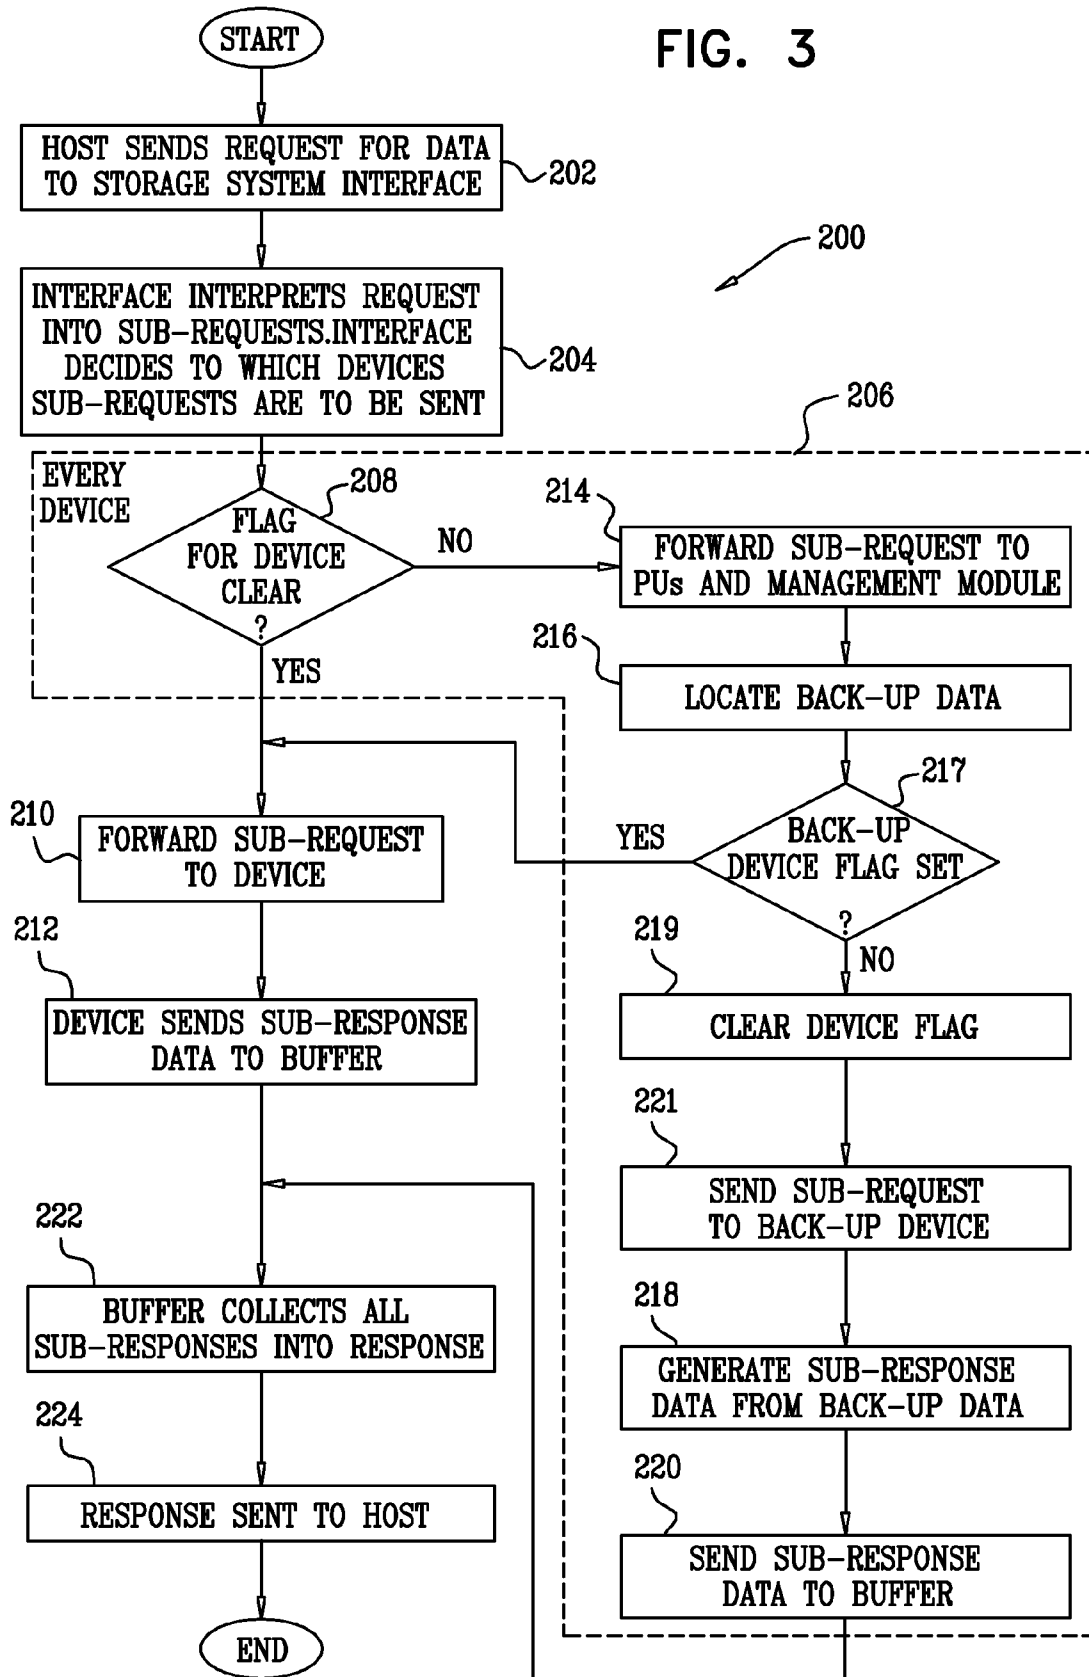 START
FIG. 3
HOST SENDS REQUEST FOR DATA
TO STORAGE SYSTEM INTERFACE
202
200
INTERFACE INTERPRETS REQUEST
INTO SUB-REQUESTS.INTERFACE
DECIDES TO WHICH DEVICES
SUB-REQUESTS ARE TO BE SENT
204
206
EVERY
DEVICE
208
FLAG
FOR DEVICE
CLEAR
?
NO
YES
214
FORWARD SUB-REQUEST TO
PUs AND MANAGEMENT MODULE
216
LOCATE BACK-UP DATA
217
BACK-UP
DEVICE FLAG SET
?
YES
NO
210
FORWARD SUB-REQUEST
TO DEVICE
212
DEVICE SENDS SUB-RESPONSE
DATA TO BUFFER
219
CLEAR DEVICE FLAG
221
SEND SUB-REQUEST
TO BACK-UP DEVICE
222
BUFFER COLLECTS ALL
SUB-RESPONSES INTO RESPONSE
218
GENERATE SUB-RESPONSE
DATA FROM BACK-UP DATA
224
RESPONSE SENT TO HOST
220
SEND SUB-RESPONSE
DATA TO BUFFER
END